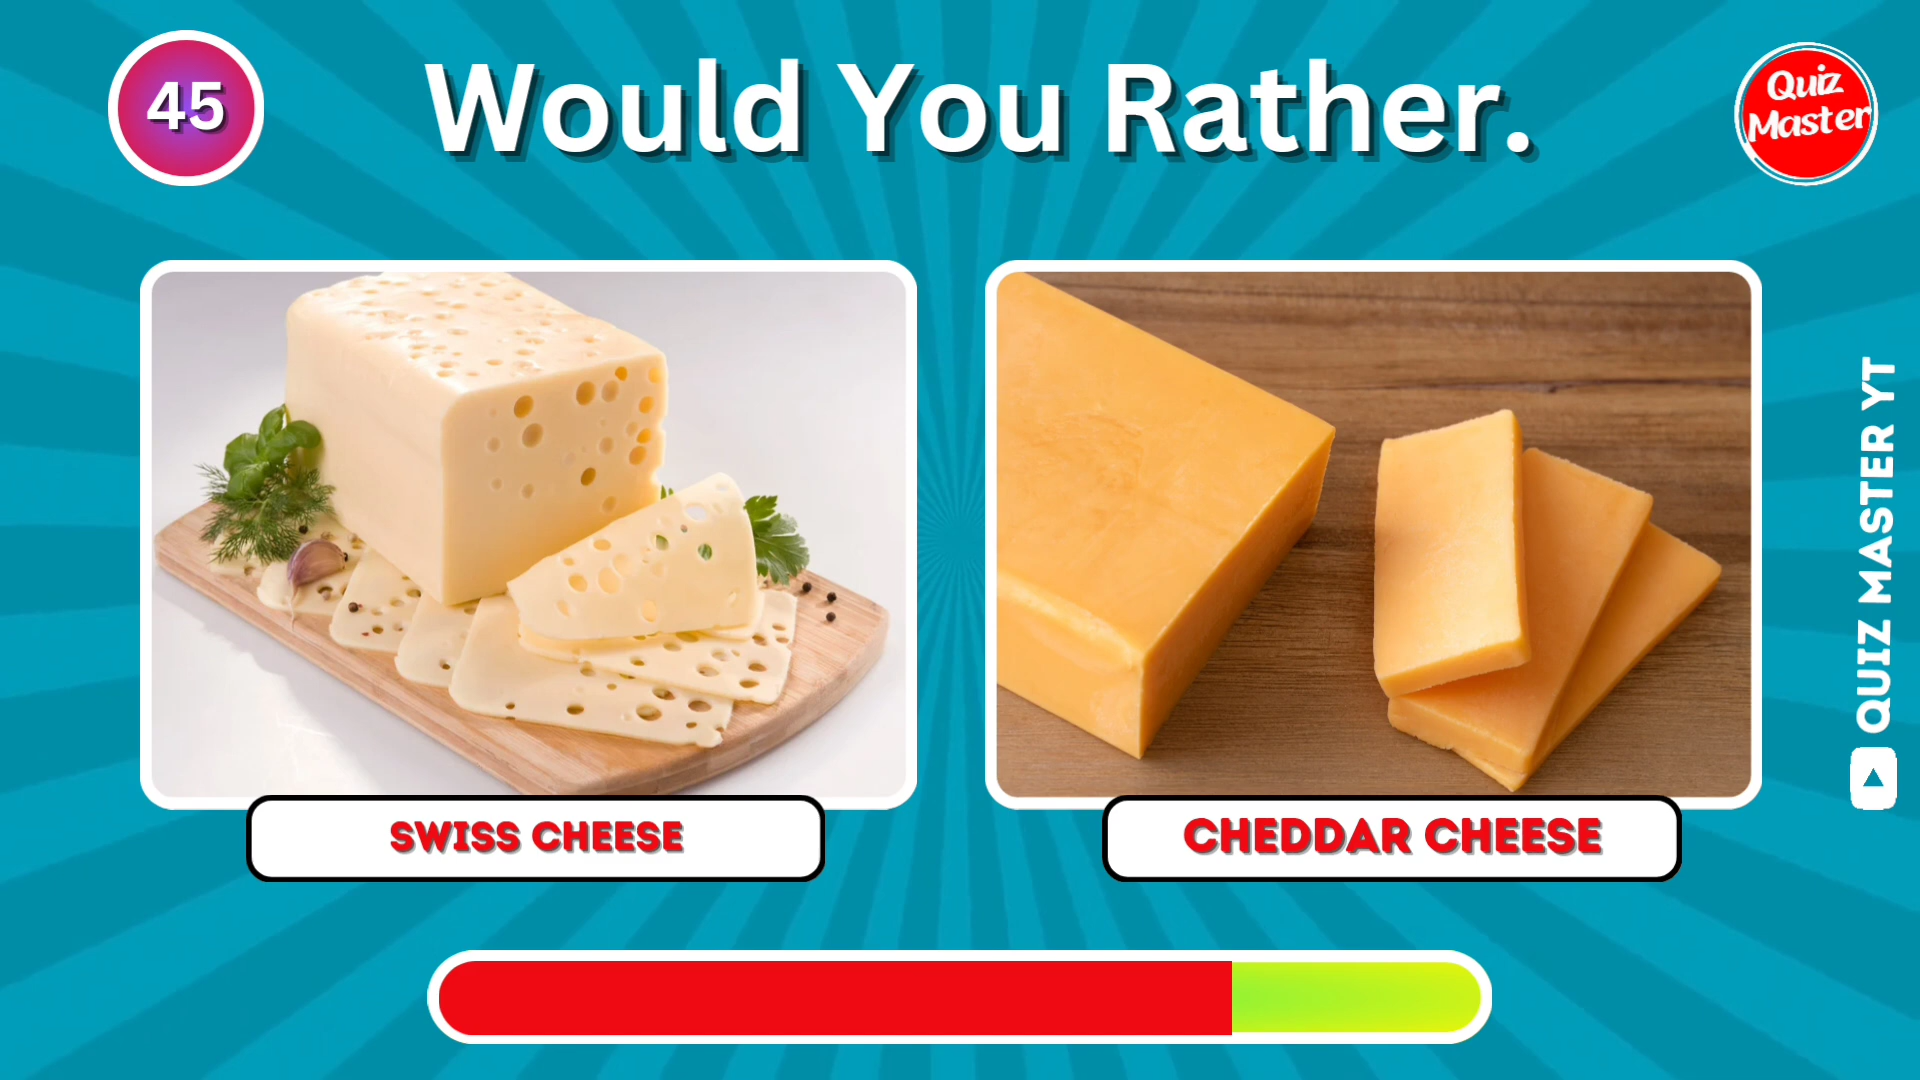 45
Would You Rather.
Quiz
Master
SWISS CHEESE
CHEDDAR CHEESE
QUIZ MASTER YT